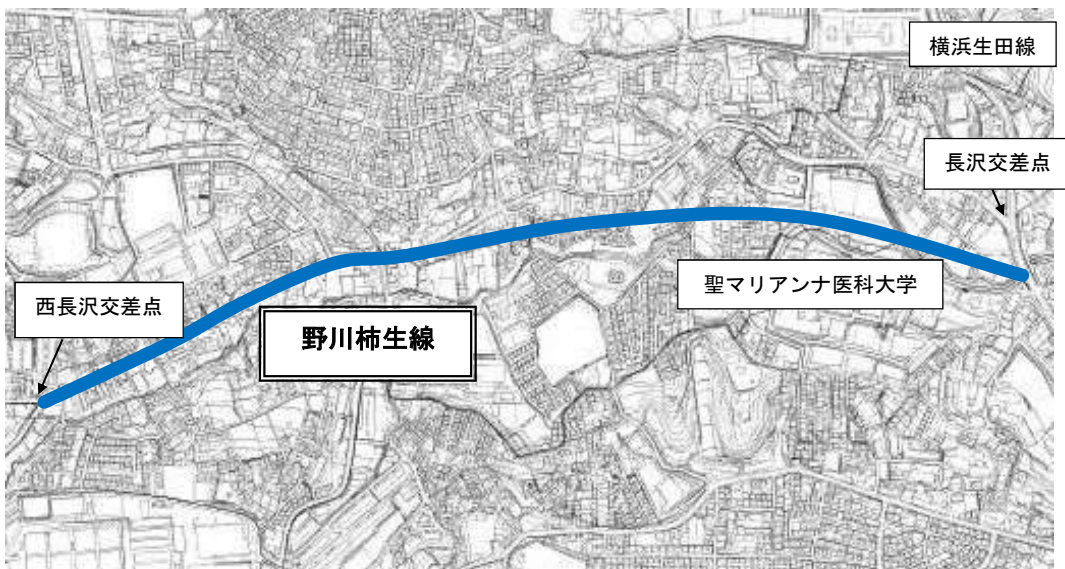 横浜生田線
長沢交差点
聖マリアンナ医科大学
西長沢交差点
野川柿生線